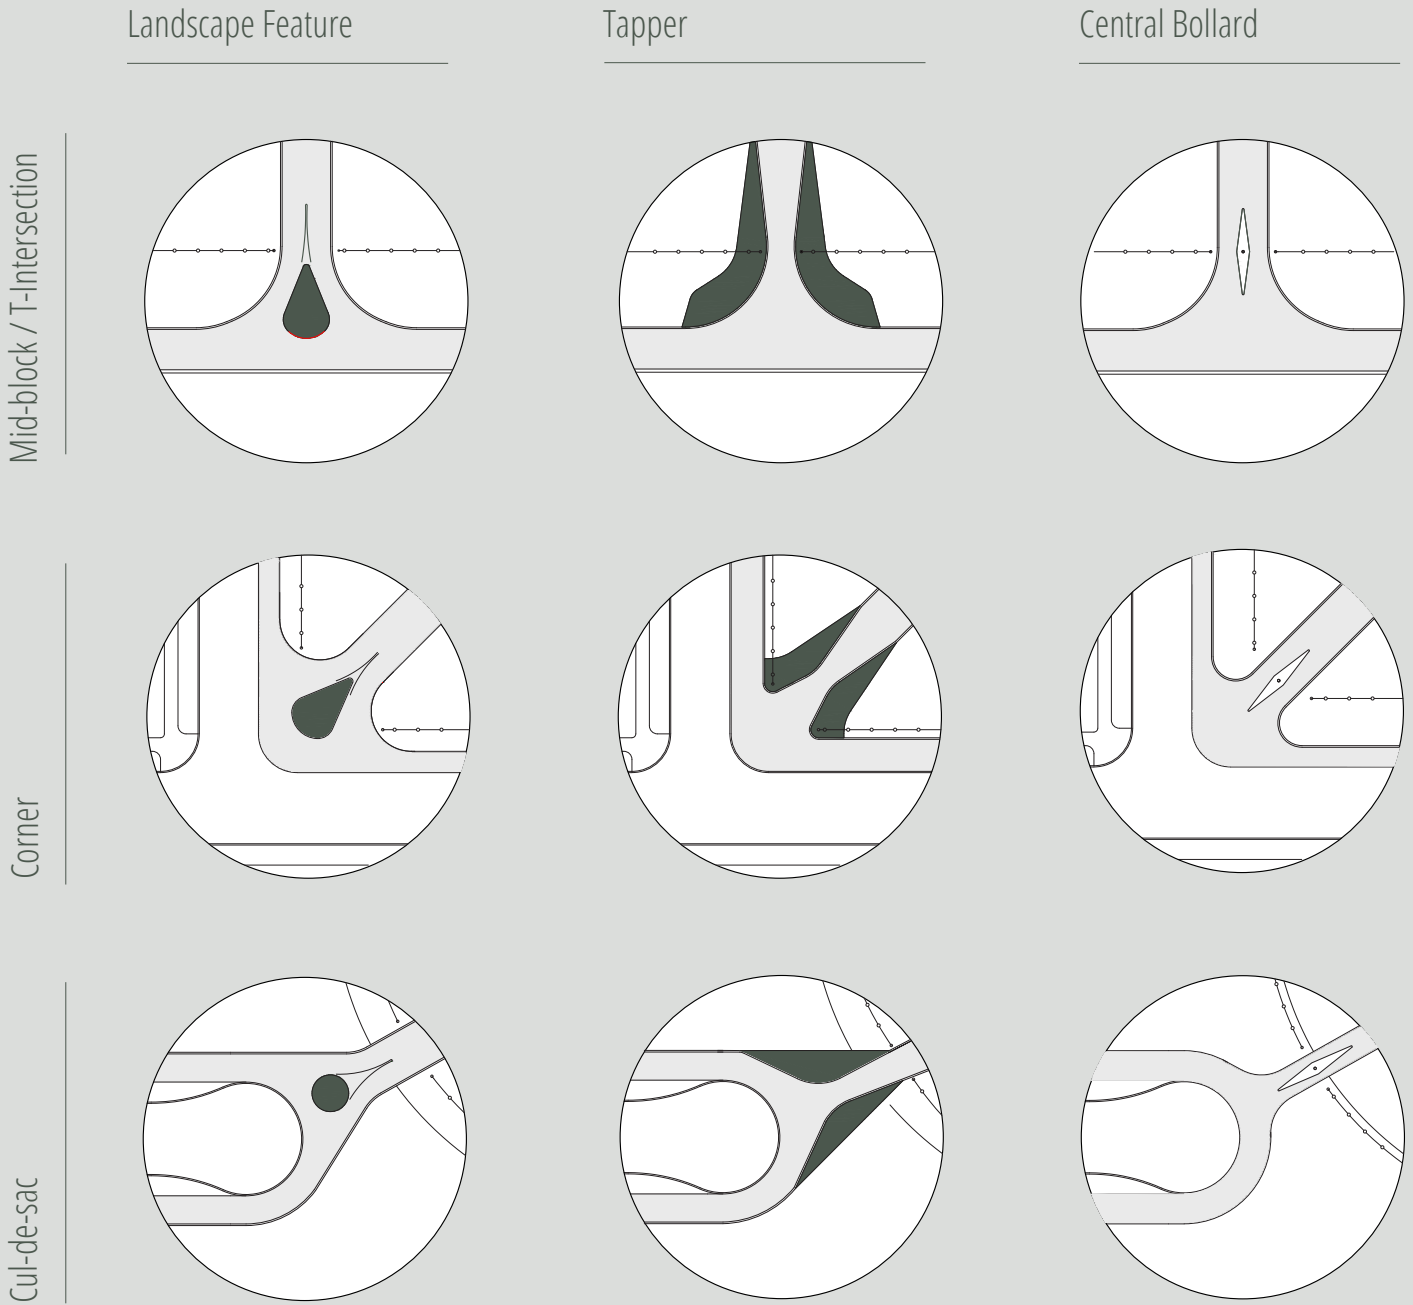 Landscape Feature
Tapper
Central Bollard
Mid-block / T-Intersection
Corner
Cul-de-sac